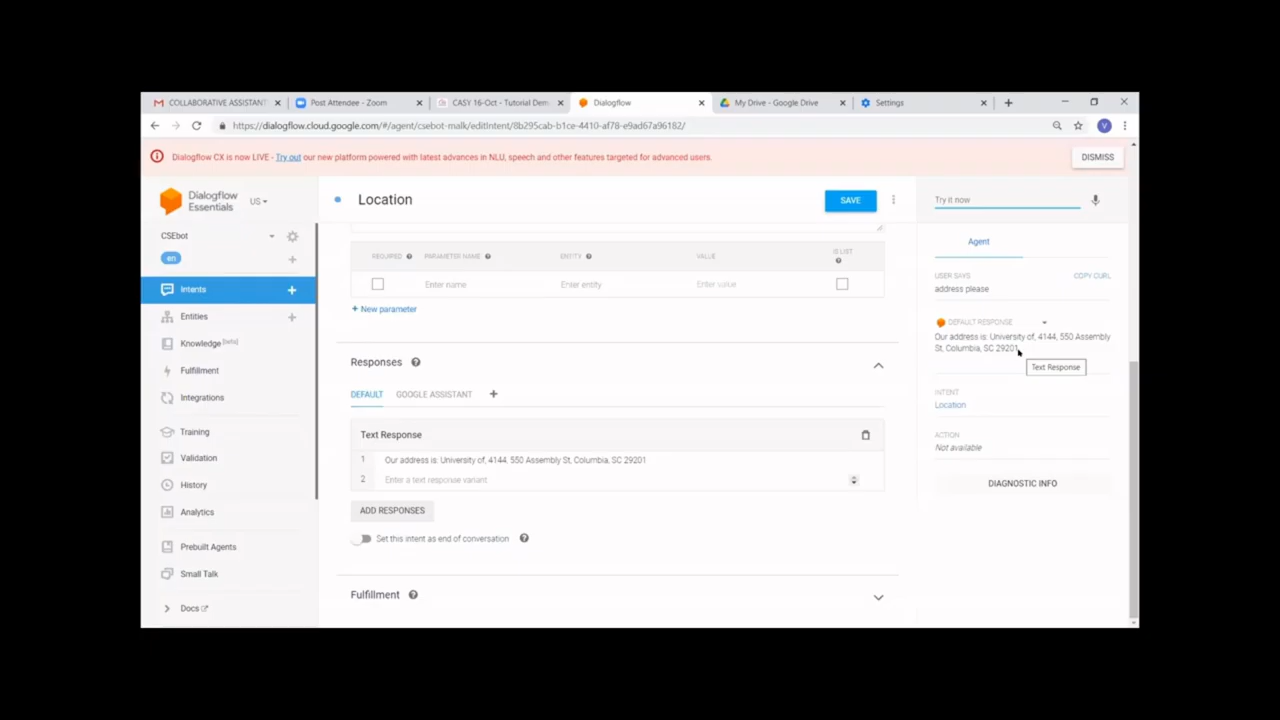 COLLABORATIVE ASSISTANT
Post Attendee - Zoom
CASY 16-Oct - Tutorial Dem
Dialogflow
My Drive - Google Drive
Settings
https://dialogflow.cloud.google.com/#/agent/csebot-malk/editIntent/8b295cab-b1ce-4410-af78-e9ad67a96182/
V
Dialogflow CX is now LIVE - Try out our new platform powered with latest advances in NLU, speech and other features targeted for advanced users.
DISMISS
Dialogflow
Essentials
US
CSEbot
en
Intents
Entities
Knowledge [beta]
Fulfillment
Integrations
Training
Validation
History
Analytics
Prebuilt Agents
Small Talk
Docs
Location
SAVE
REQUIRED
PARAMETER NAME
ENTITY
VALUE
IS LIST
Enter name
Enter entity
Enter value
+ New parameter
Responses
DEFAULT
GOOGLE ASSISTANT
Text Response
1 Our address is: University of, 4144, 550 Assembly St, Columbia, SC 29201
2 Enter a text response variant
ADD RESPONSES
Set this intent as end of conversation
Fulfillment
Try it now
Agent
USER SAYS
COPY CURL
address please
DEFAULT RESPONSE
Our address is: University of, 4144, 550 Assembly
St, Columbia, SC 29201
Text Response
INTENT
Location
ACTION
Not available
DIAGNOSTIC INFO